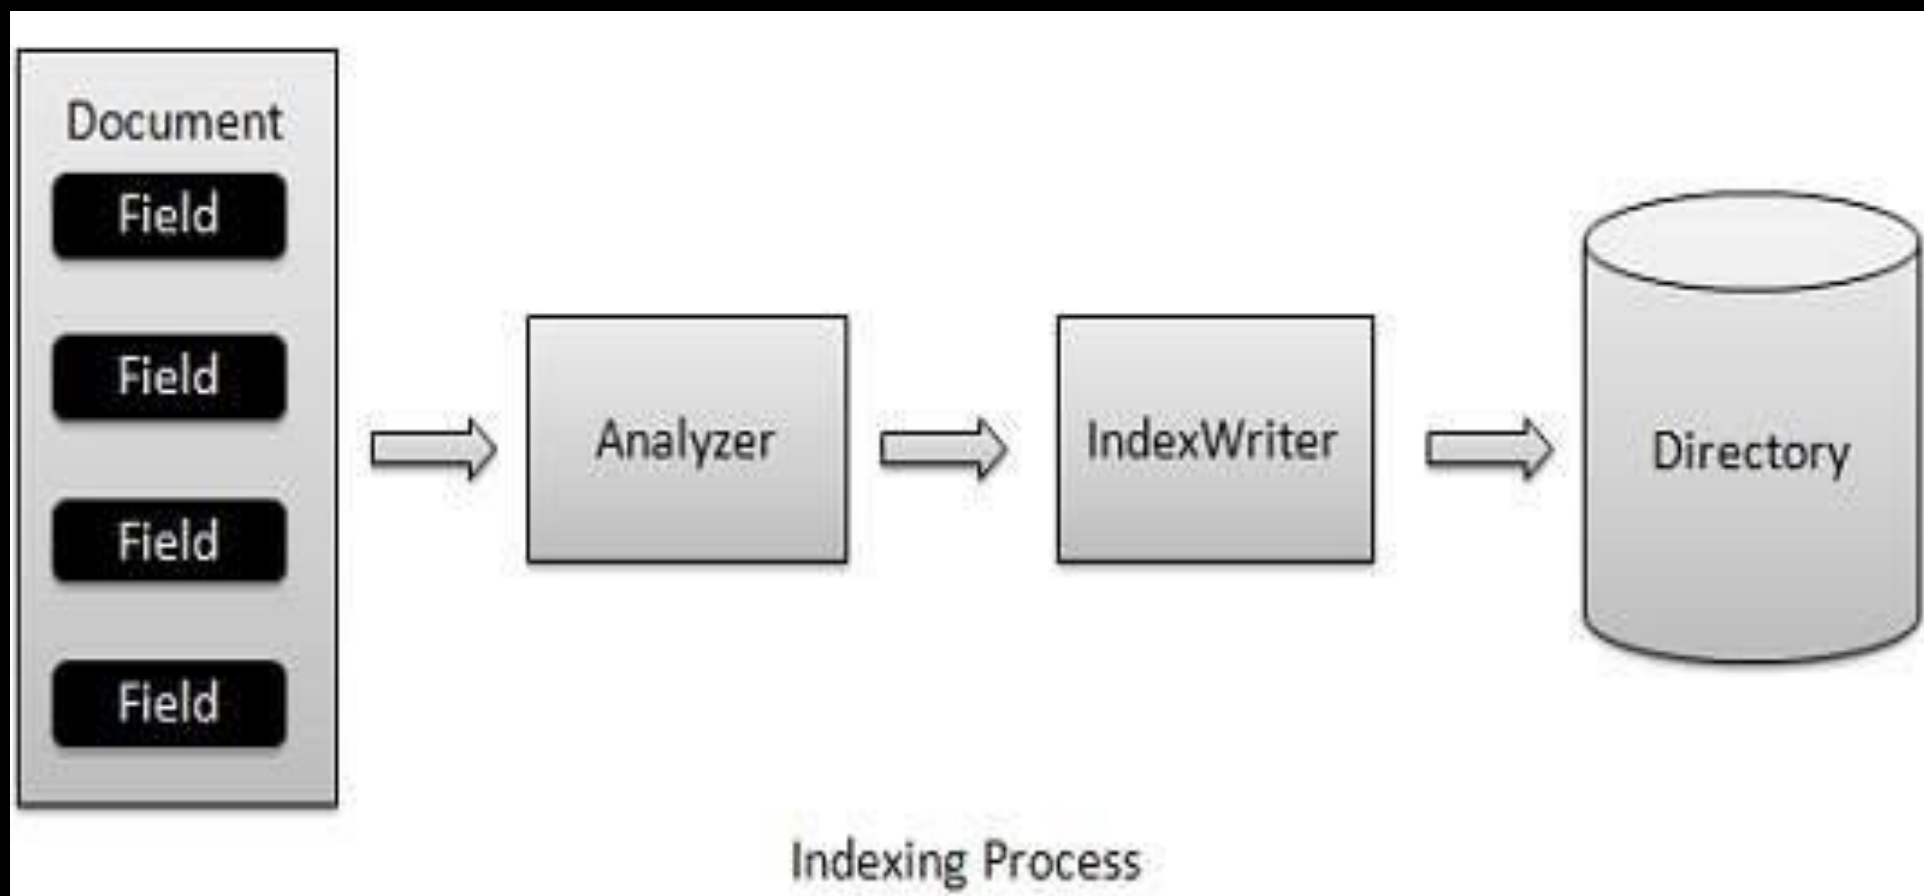 Document
Field
Field
Field
Field
Analyzer
IndexWriter
Directory
Indexing Process